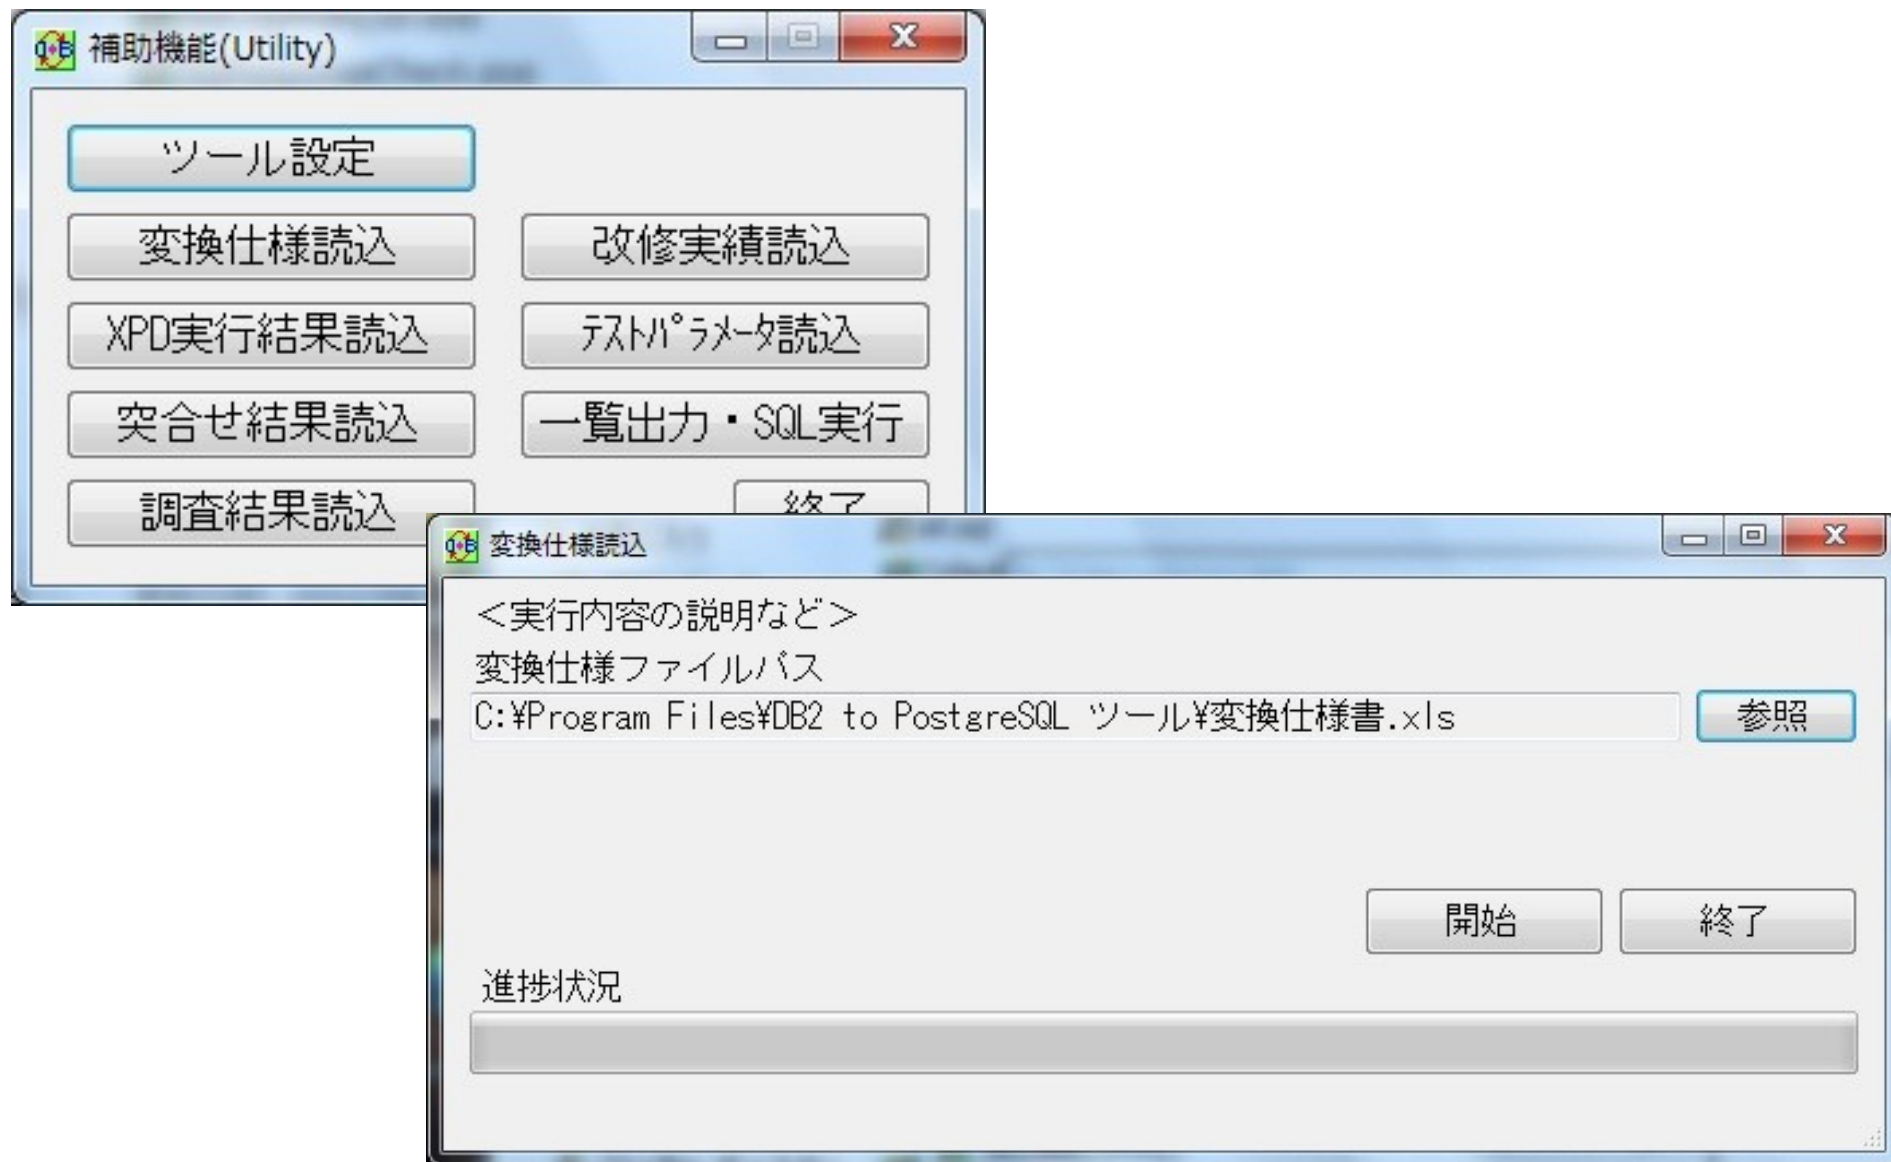 補助機能(Utility)
ツール設定
変換仕様読込
改修実績読込
XPD実行結果読込
ﾃｽﾄﾊﾟﾗﾒｰﾀ読込
突合せ結果読込
一覧出力・SQL実行
調査結果読込
終了
変換仕様読込
＜実行内容の説明など＞
変換仕様ファイルパス
C:¥Program Files¥DB2 to PostgreSQL ツール¥変換仕様書.xls
参照
開始
終了
進捗状況